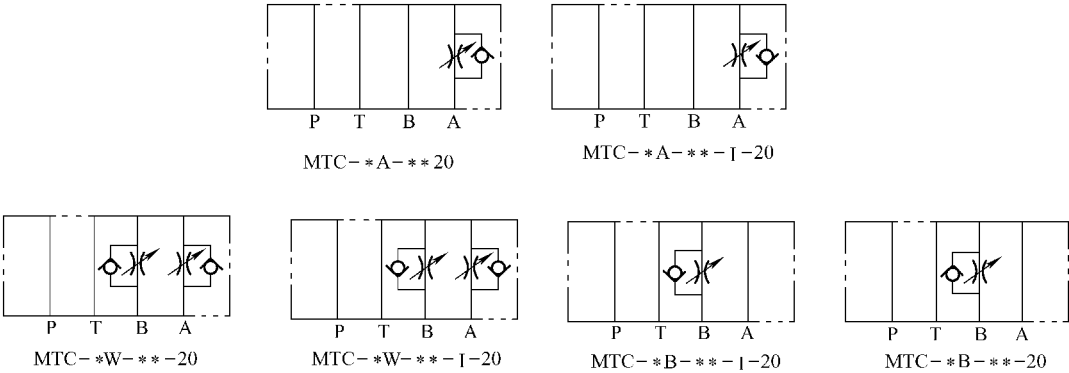 P T B A
MTC-*A-**20
P T B A
MTC-*A-**-I-20
P T B A
MTC-*W-**-20
P T B A
MTC-*W-**-I-20
P T B A
MTC-*B-**-I-20
P T B A
MTC-*B-**-20